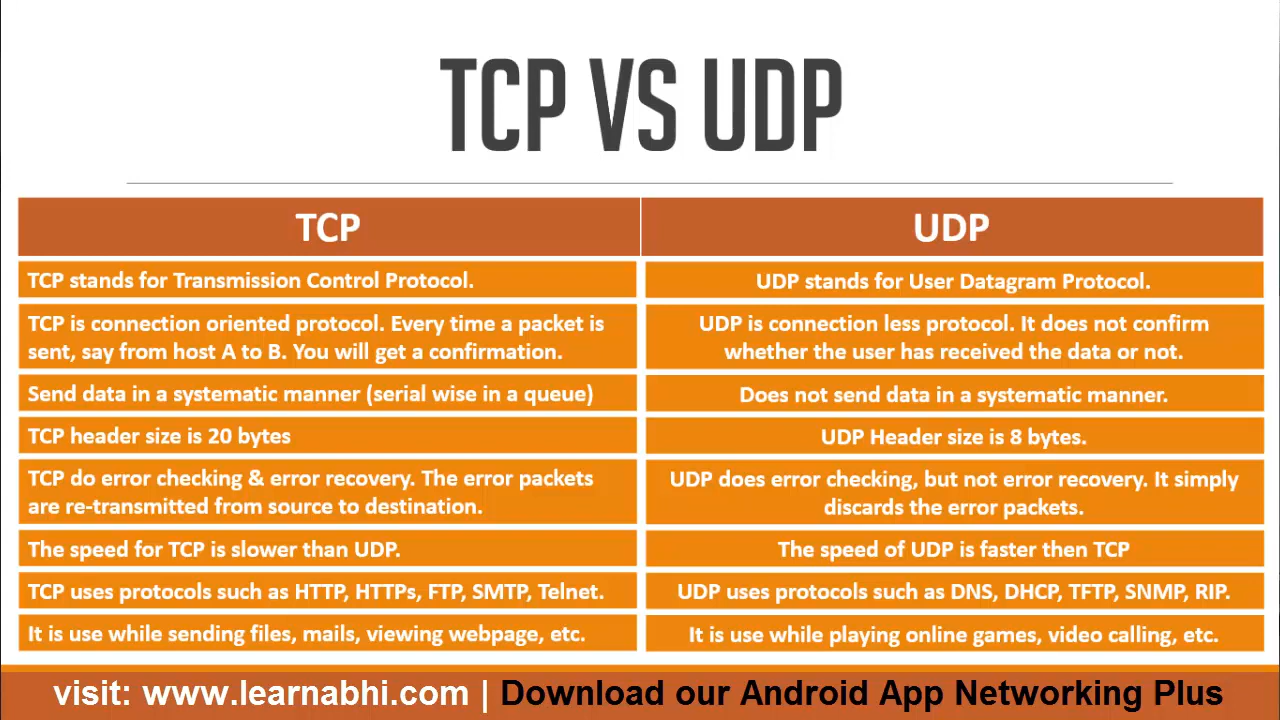 TCP VS UDP
TCP
UDP
TCP stands for Transmission Control Protocol.
UDP stands for User Datagram Protocol.
TCP is connection oriented protocol. Every time a packet is
sent, say from host A to B. You will get a confirmation.
UDP is connection less protocol. It does not confirm
whether the user has received the data or not.
Send data in a systematic manner (serial wise in a queue)
Does not send data in a systematic manner.
TCP header size is 20 bytes
UDP Header size is 8 bytes.
TCP do error checking & error recovery. The error packets
are re-transmitted from source to destination.
UDP does error checking, but not error recovery. It simply
discards the error packets.
The speed for TCP is slower than UDP.
The speed of UDP is faster then TCP
TCP uses protocols such as HTTP, HTTPs, FTP, SMTP, Telnet.
UDP uses protocols such as DNS, DHCP, TFTP, SNMP, RIP.
It is use while sending files, mails, viewing webpage, etc.
It is use while playing online games, video calling, etc.
visit: www.learnabhi.com | Download our Android App Networking Plus